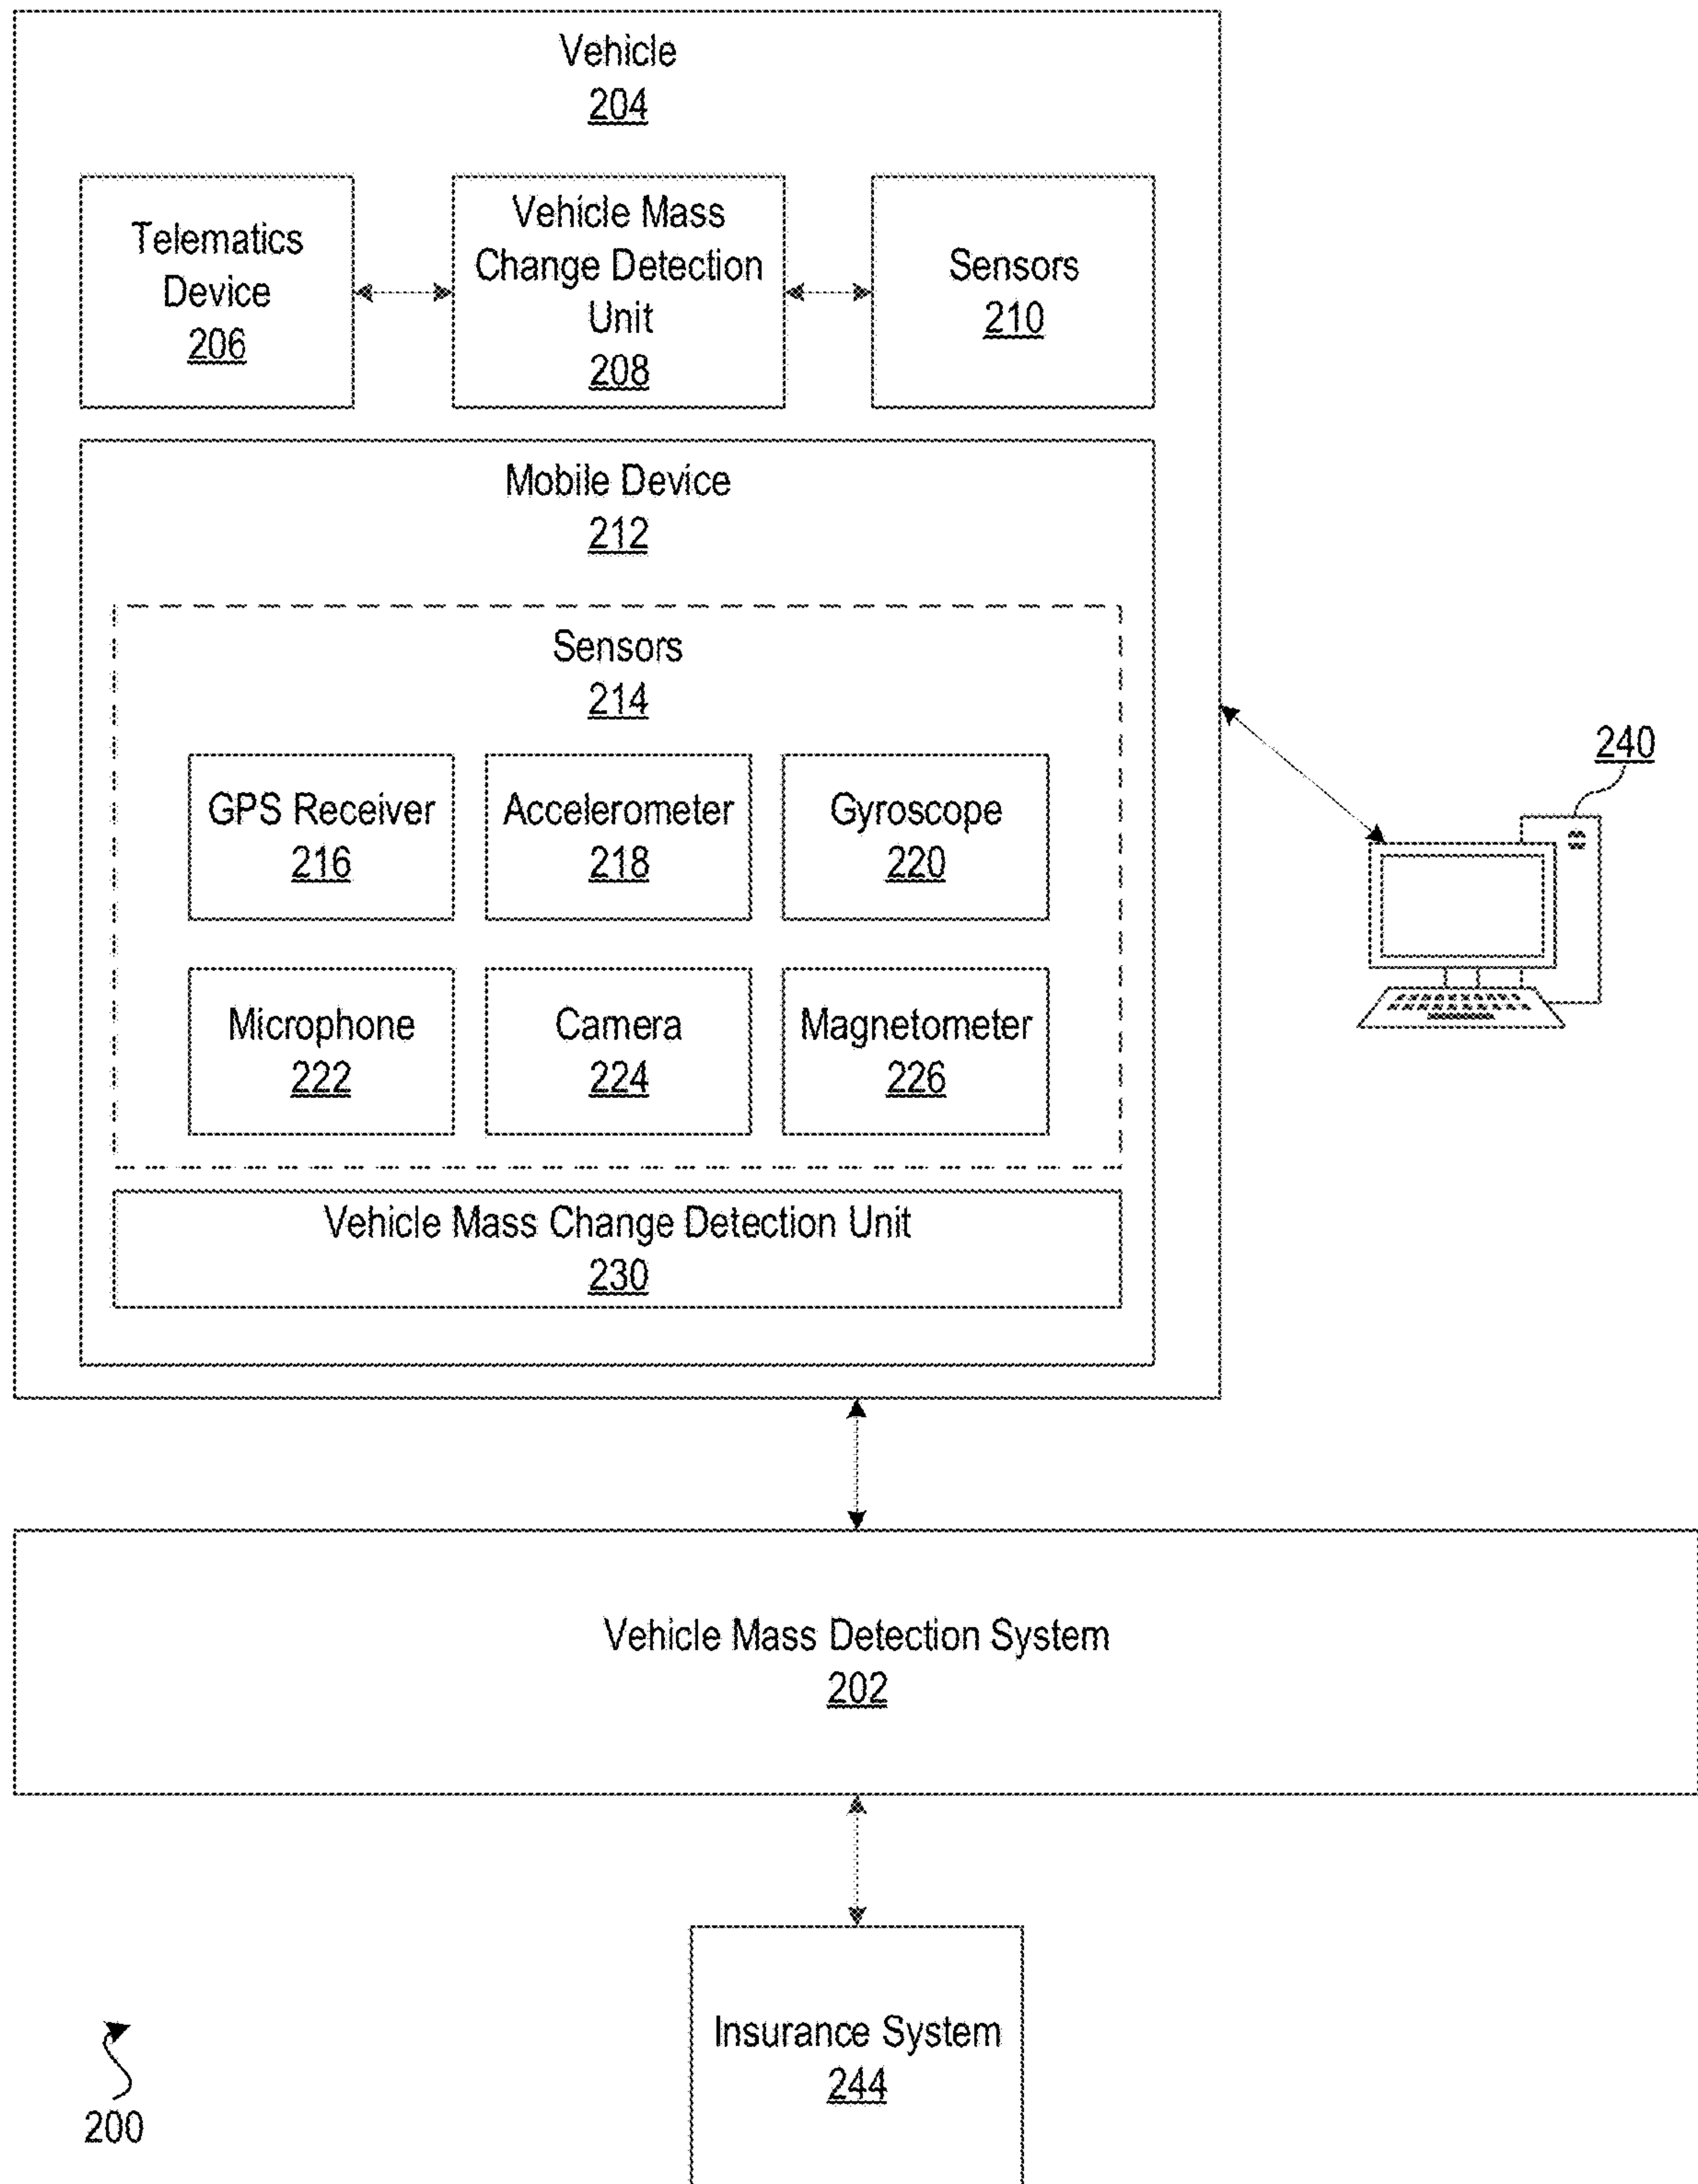 Vehicle
204
Telematics
Device
206
Vehicle Mass
Change Detection
Unit
208
Sensors
210
Mobile Device
212
Sensors
214
GPS Receiver
216
Accelerometer
218
Gyroscope
220
Microphone
222
Camera
224
Magnetometer
226
Vehicle Mass Change Detection Unit
230
240
Vehicle Mass Detection System
202
Insurance System
244
200